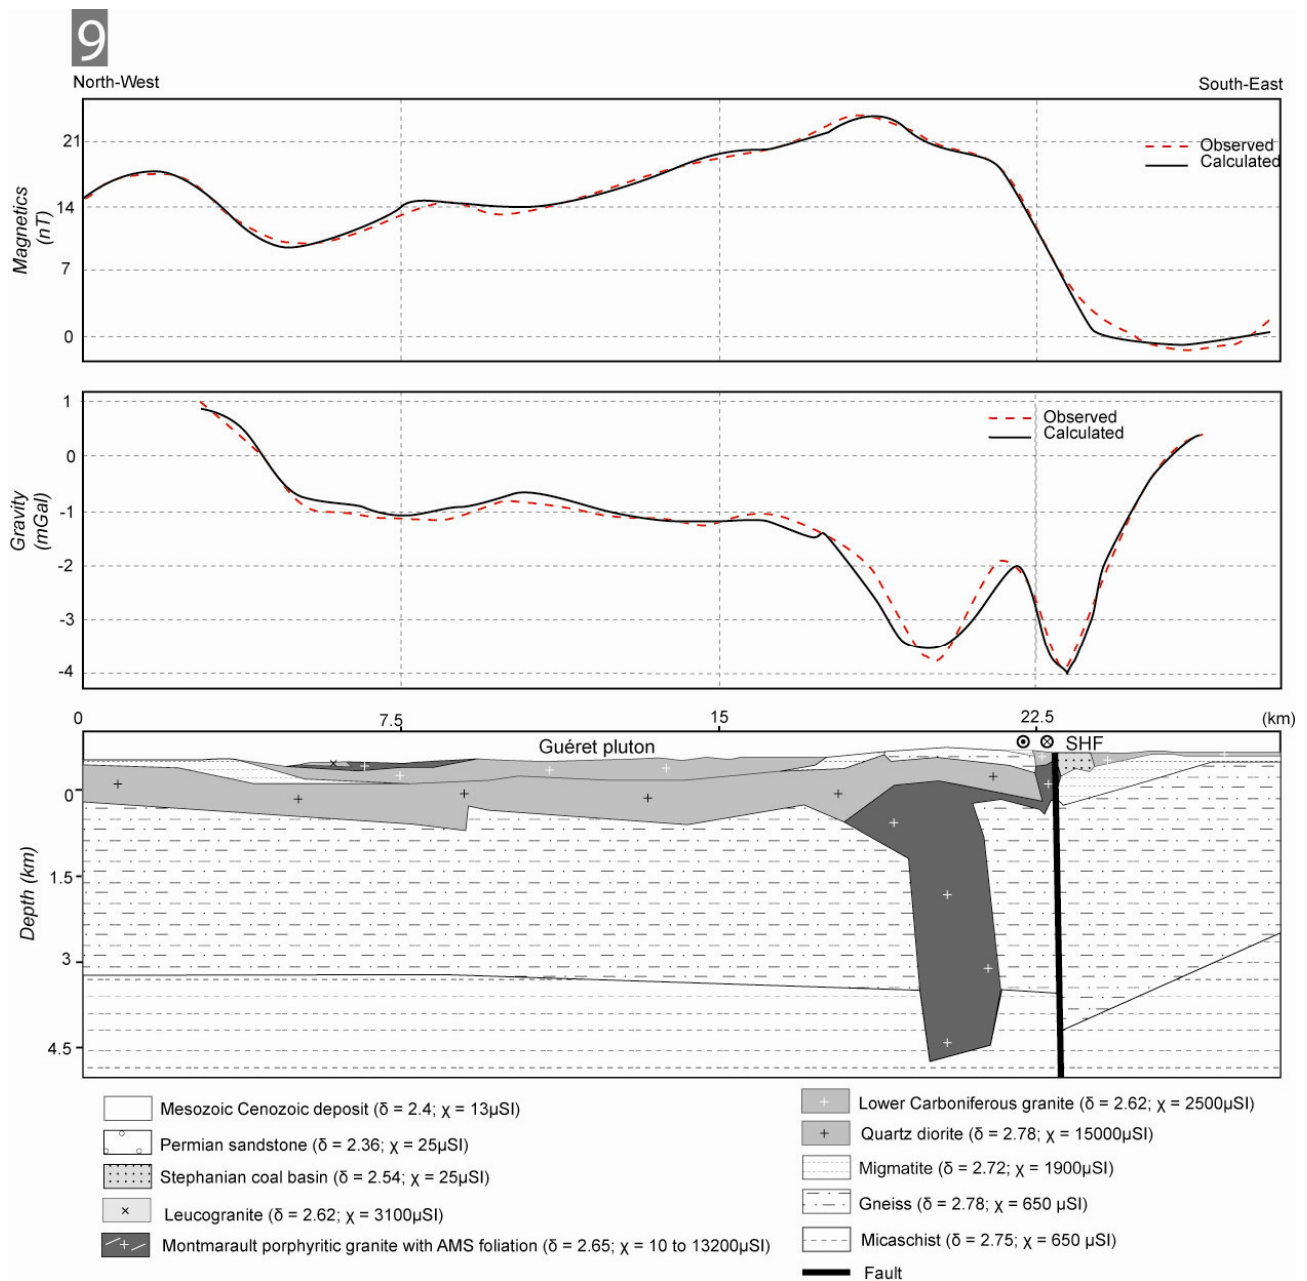 9
North-West
South-East
21
14
7
0
Magnetics
(nT)
Observed
Calculated
1
0
-1
-2
-3
-4
Gravity
(mGal)
Observed
Calculated
0
7.5
15
22.5
(km)
Guéret pluton
SHF
0
1.5
3
4.5
Depth (km)
Mesozoic Cenozoic deposit (δ = 2.4; χ = 13µSI)
Permian sandstone (δ = 2.36; χ = 25µSI)
Stephanian coal basin (δ = 2.54; χ = 25µSI)
Leucogranite (δ = 2.62; χ = 3100µSI)
Montmarault porphyritic granite with AMS foliation (δ = 2.65; χ = 10 to 13200µSI)
Lower Carboniferous granite (δ = 2.62; χ = 2500µSI)
Quartz diorite (δ = 2.78; χ = 15000µSI)
Migmatite (δ = 2.72; χ = 1900µSI)
Gneiss (δ = 2.78; χ = 650 µSI)
Micaschist (δ = 2.75; χ = 650 µSI)
Fault